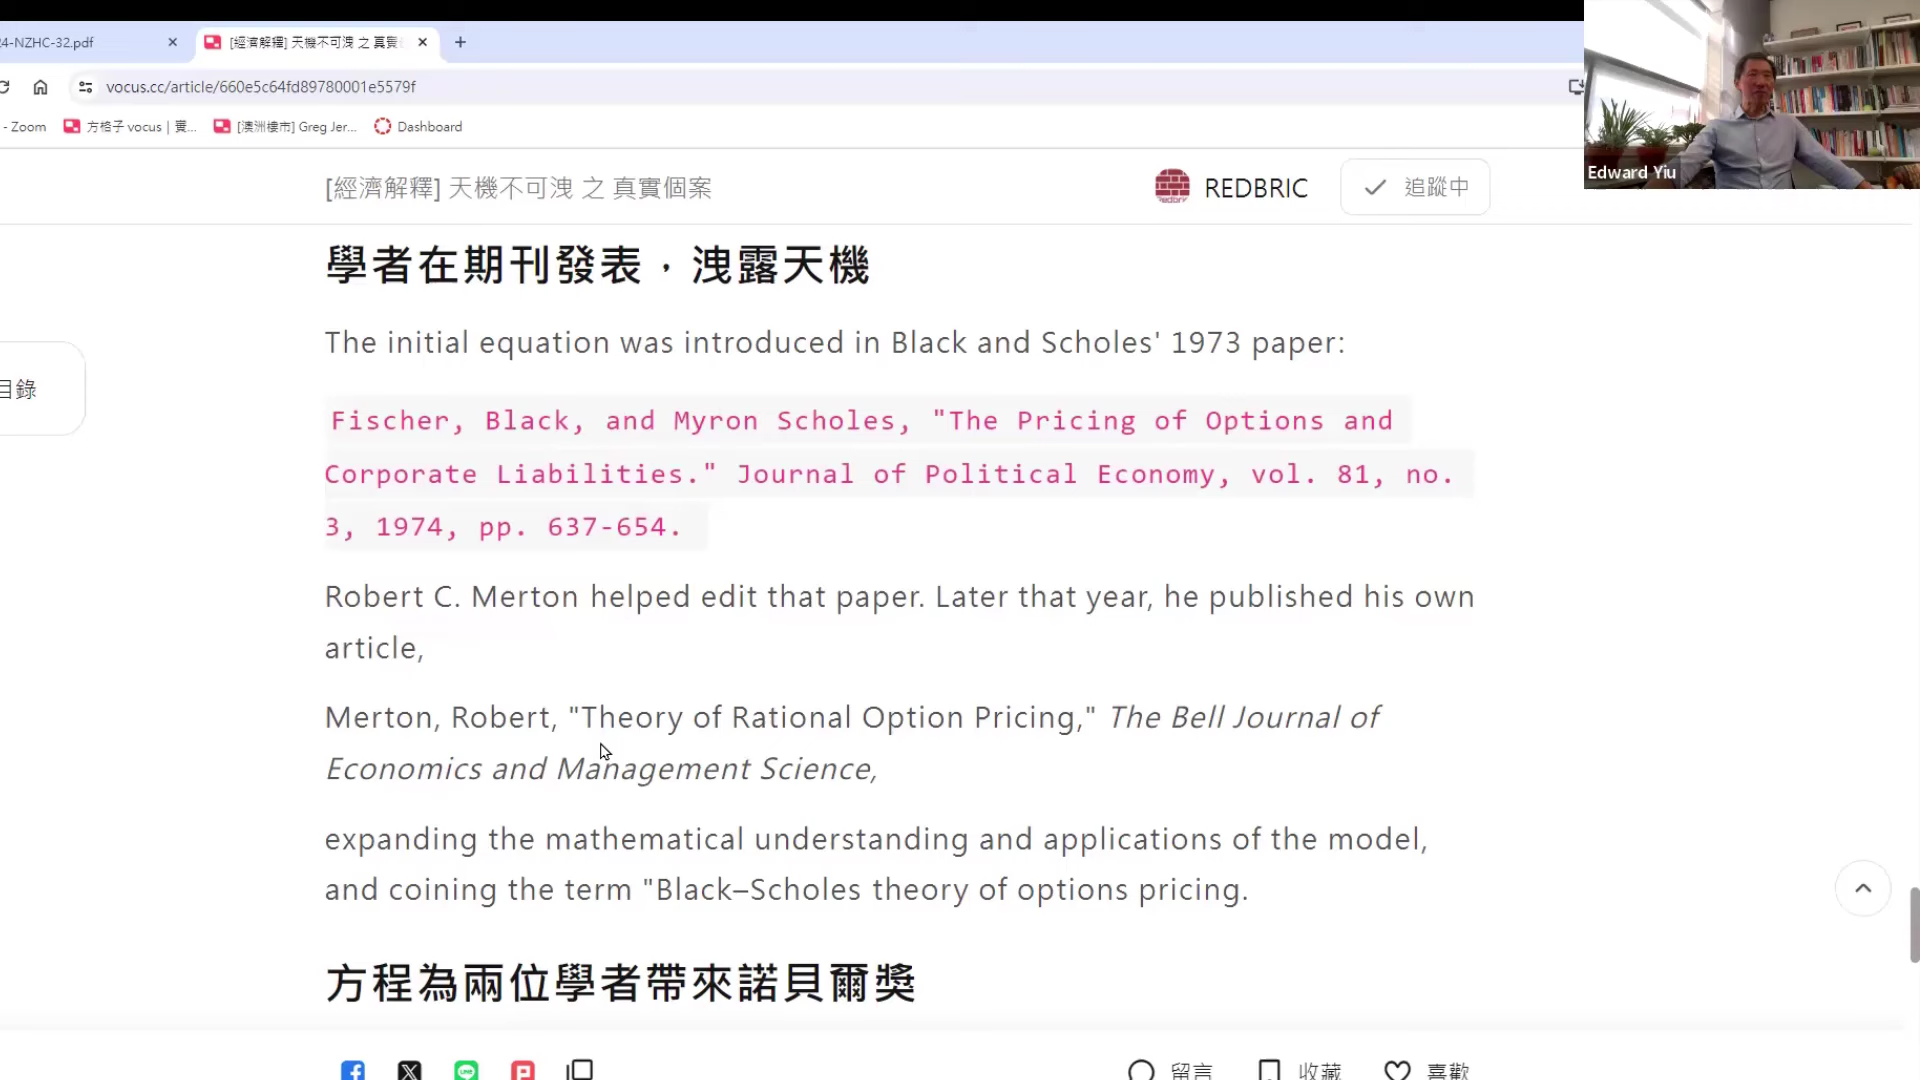 24-NZHC-32.pdf
[經濟解釋] 天機不可洩 之 真實
vocus.cc/article/660e5c64fd89780001e5579f
- Zoom
方格子 vocus | 實...
[澳洲樓市] Greg Jer...
Dashboard
Edward Yiu
[經濟解釋] 天機不可洩 之 真實個案
REDBRIC
追蹤中
學者在期刊發表，洩露天機
The initial equation was introduced in Black and Scholes' 1973 paper:
目錄
Fischer, Black, and Myron Scholes, "The Pricing of Options and
Corporate Liabilities." Journal of Political Economy, vol. 81, no.
3, 1974, pp. 637-654.
Robert C. Merton helped edit that paper. Later that year, he published his own
article,
Merton, Robert, "Theory of Rational Option Pricing," The Bell Journal of
Economics and Management Science,
expanding the mathematical understanding and applications of the model,
and coining the term "Black–Scholes theory of options pricing.
方程為兩位學者帶來諾貝爾獎
留言
收藏
喜歡